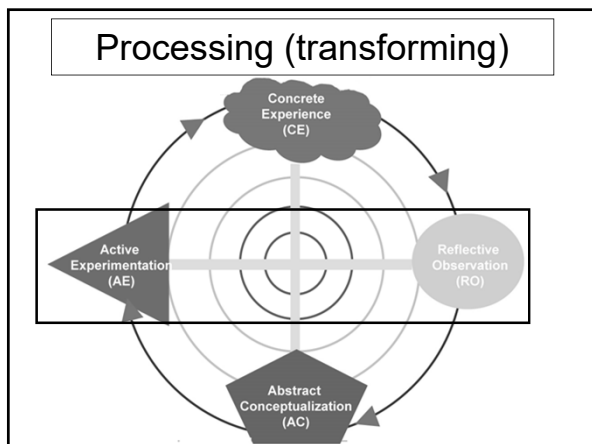 Processing (transforming)
Concrete
Experience
(CE)
Active
Experimentation
(AE)
Reflective
Observation
(RO)
Abstract
Conceptualization
(AC)